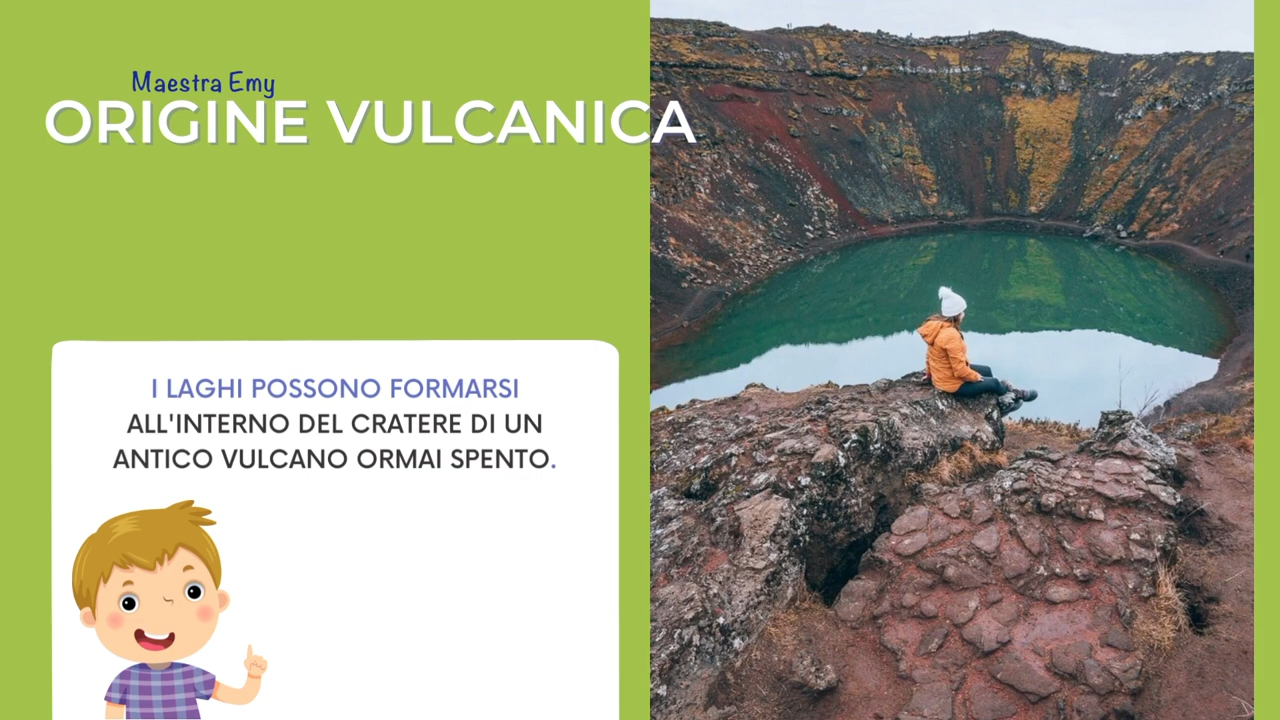 Maestra Emy
ORIGINE VULCANICA
I LAGHI POSSONO FORMARSI
ALL'INTERNO DEL CRATERE DI UN
ANTICO VULCANO ORMAI SPENTO.